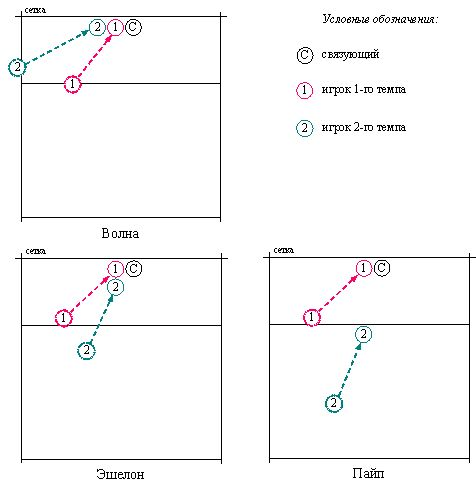 сетка
Условные обозначения:
2 1 С
С связующий
2
1
1 игрок 1-го темпа
2 игрок 2-го темпа
Волна
сетка
1 С
2
1
2
Эшелон
сетка
1 С
1
2
2
Пайп